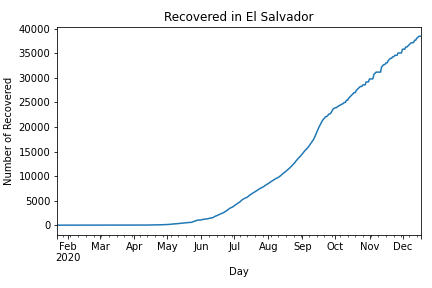 Recovered in El Salvador
Number of Recovered
40000
35000
30000
25000
20000
15000
10000
5000
0
Feb Mar Apr May Jun Jul Aug Sep Oct Nov Dec
2020
Day